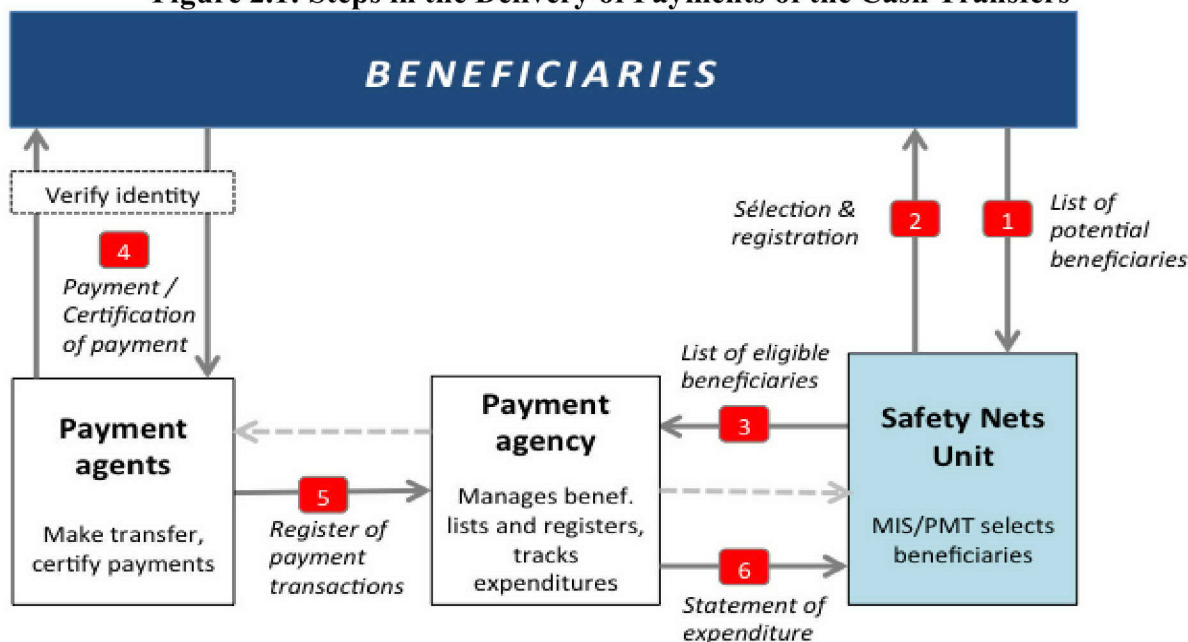 Figure 2.1: Steps in the Delivery of Payments of the Cash Transfers
BENEFICIARIES
Verify identity
4
Payment /
Certification
of payment
Sélection &
registration
2
1
List of
potential
beneficiaries
List of eligible
beneficiaries
3
Payment
agents
Make transfer,
certify payments
5
Register of
payment
transactions
Payment
agency
Manages benef.
lists and registers,
tracks
expenditures
6
Statement of
expenditure
Safety Nets
Unit
MIS/PMT selects
beneficiaries